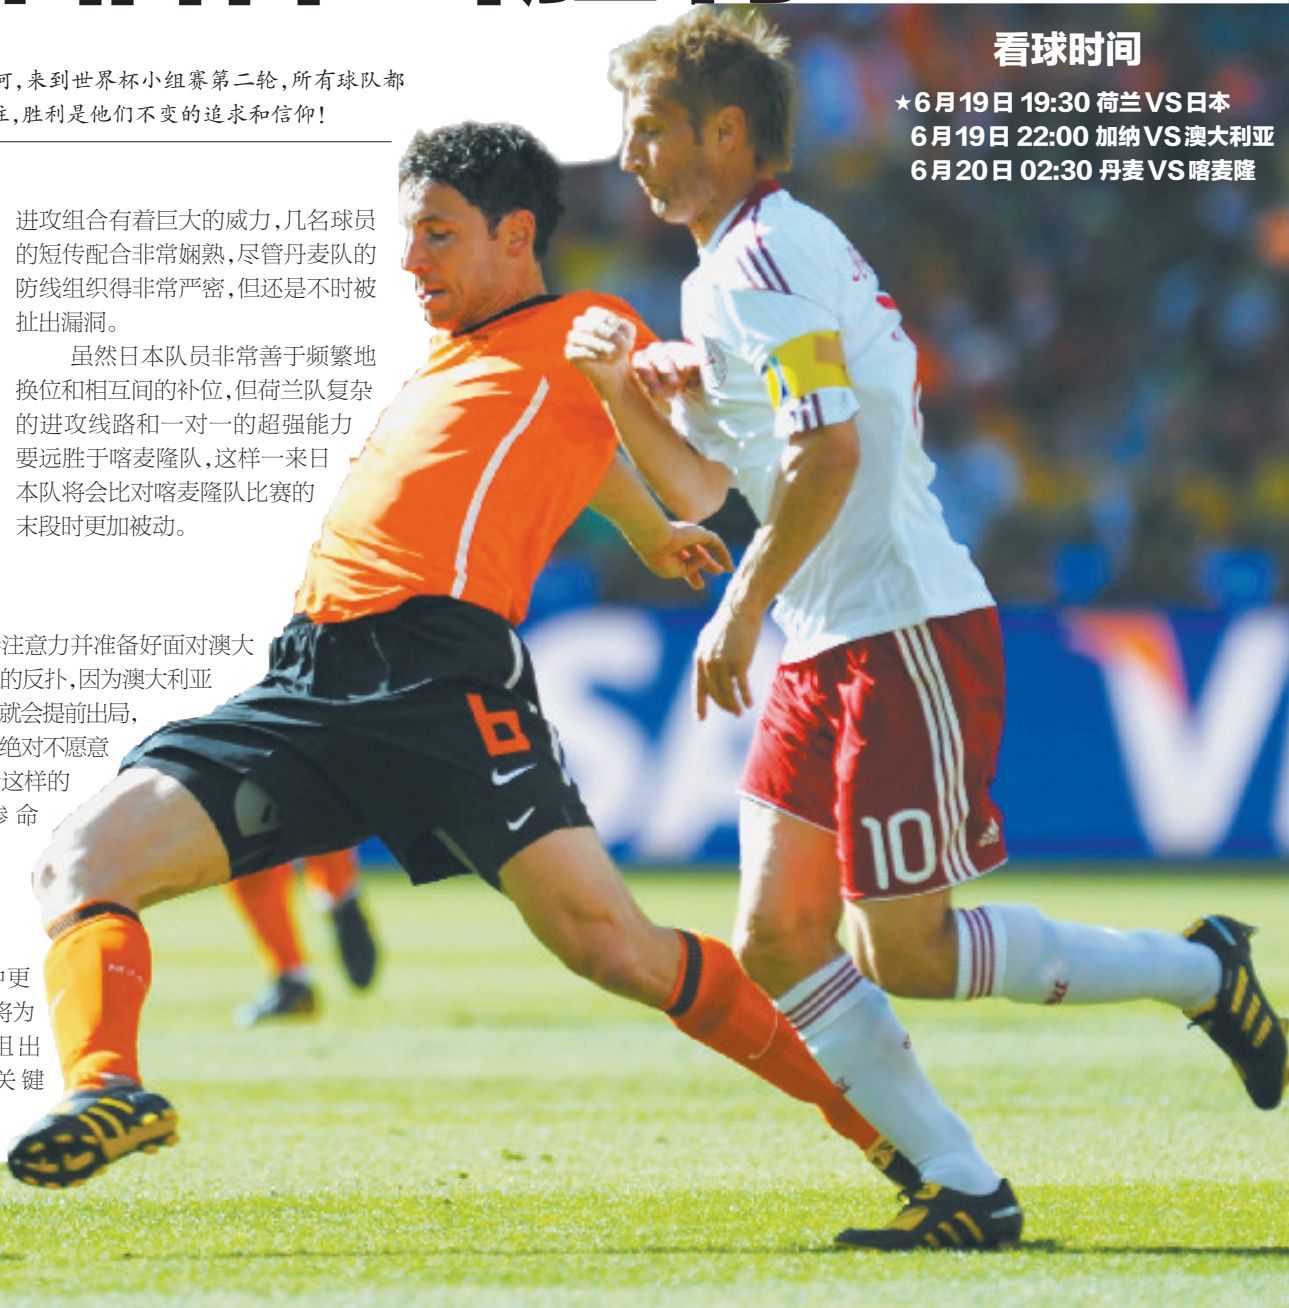 河,来到世界杯小组赛第二轮,所有球队都
主,胜利是他们不变的追求和信仰!
看球时间
★6月19日 19:30 荷兰VS日本
6月19日 22:00 加纳VS澳大利亚
6月20日 02:30 丹麦VS喀麦隆
进攻组合有着巨大的威力,几名球员
的短传配合非常娴熟,尽管丹麦队的
防线组织得非常严密,但还是不时被
扯出漏洞。
虽然日本队员非常善于频繁地
换位和相互间的补位,但荷兰队复杂
的进攻线路和一对一的超强能力
要远胜于喀麦隆队,这样一来日
本队将会比对喀麦隆队比赛的
末段时更加被动。
注意力并准备好面对澳大
的反扑,因为澳大利亚
就会提前出局,
绝对不愿意
这样的
命
更
将为
出
关键
6
10